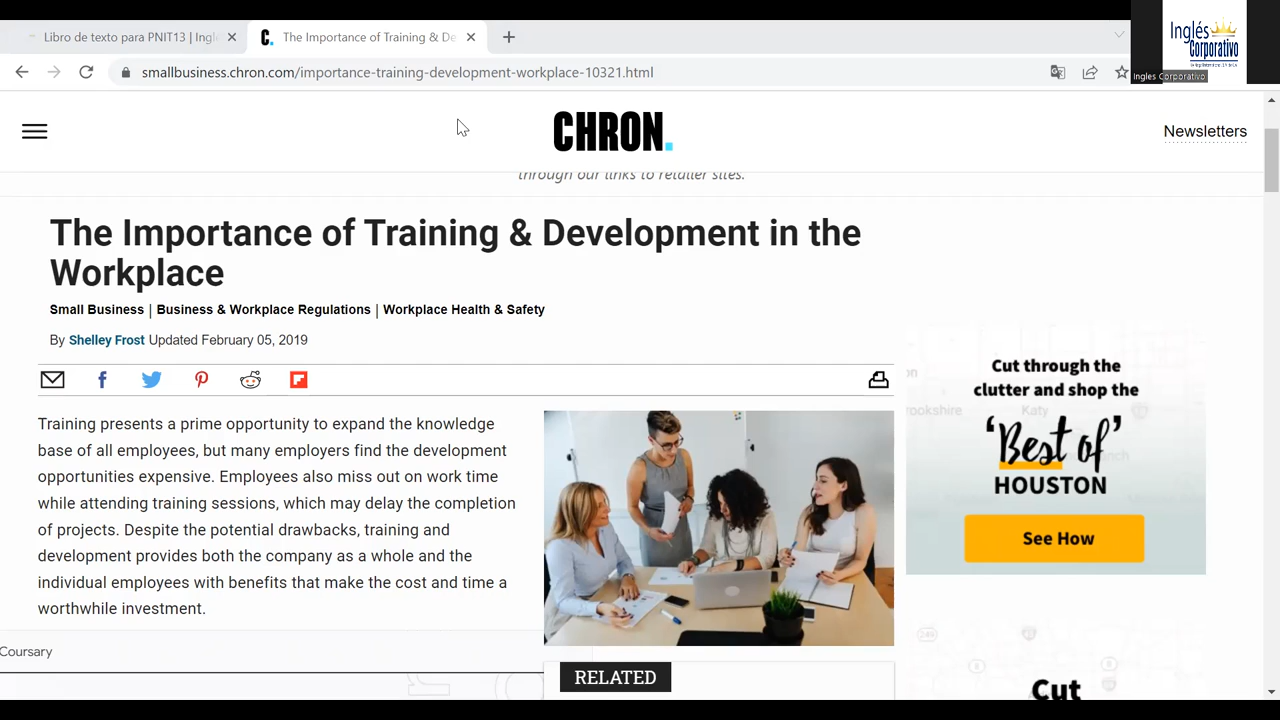 Libro de texto para PNIT13 | Ingl
The Importance of Training & De
smallbusiness.chron.com/importance-training-development-workplace-10321.html
Inglés
Corporativo
Ingles Corporativo
CHRON.
Newsletters
through our links to retailer sites.
The Importance of Training & Development in the
Workplace
Small Business | Business & Workplace Regulations | Workplace Health & Safety
By Shelley Frost Updated February 05, 2019
Training presents a prime opportunity to expand the knowledge
base of all employees, but many employers find the development
opportunities expensive. Employees also miss out on work time
while attending training sessions, which may delay the completion
of projects. Despite the potential drawbacks, training and
development provides both the company as a whole and the
individual employees with benefits that make the cost and time a
worthwhile investment.
Coursary
RELATED
Cut through the
clutter and shop the
'Best of'
HOUSTON
See How
Katy
Cut